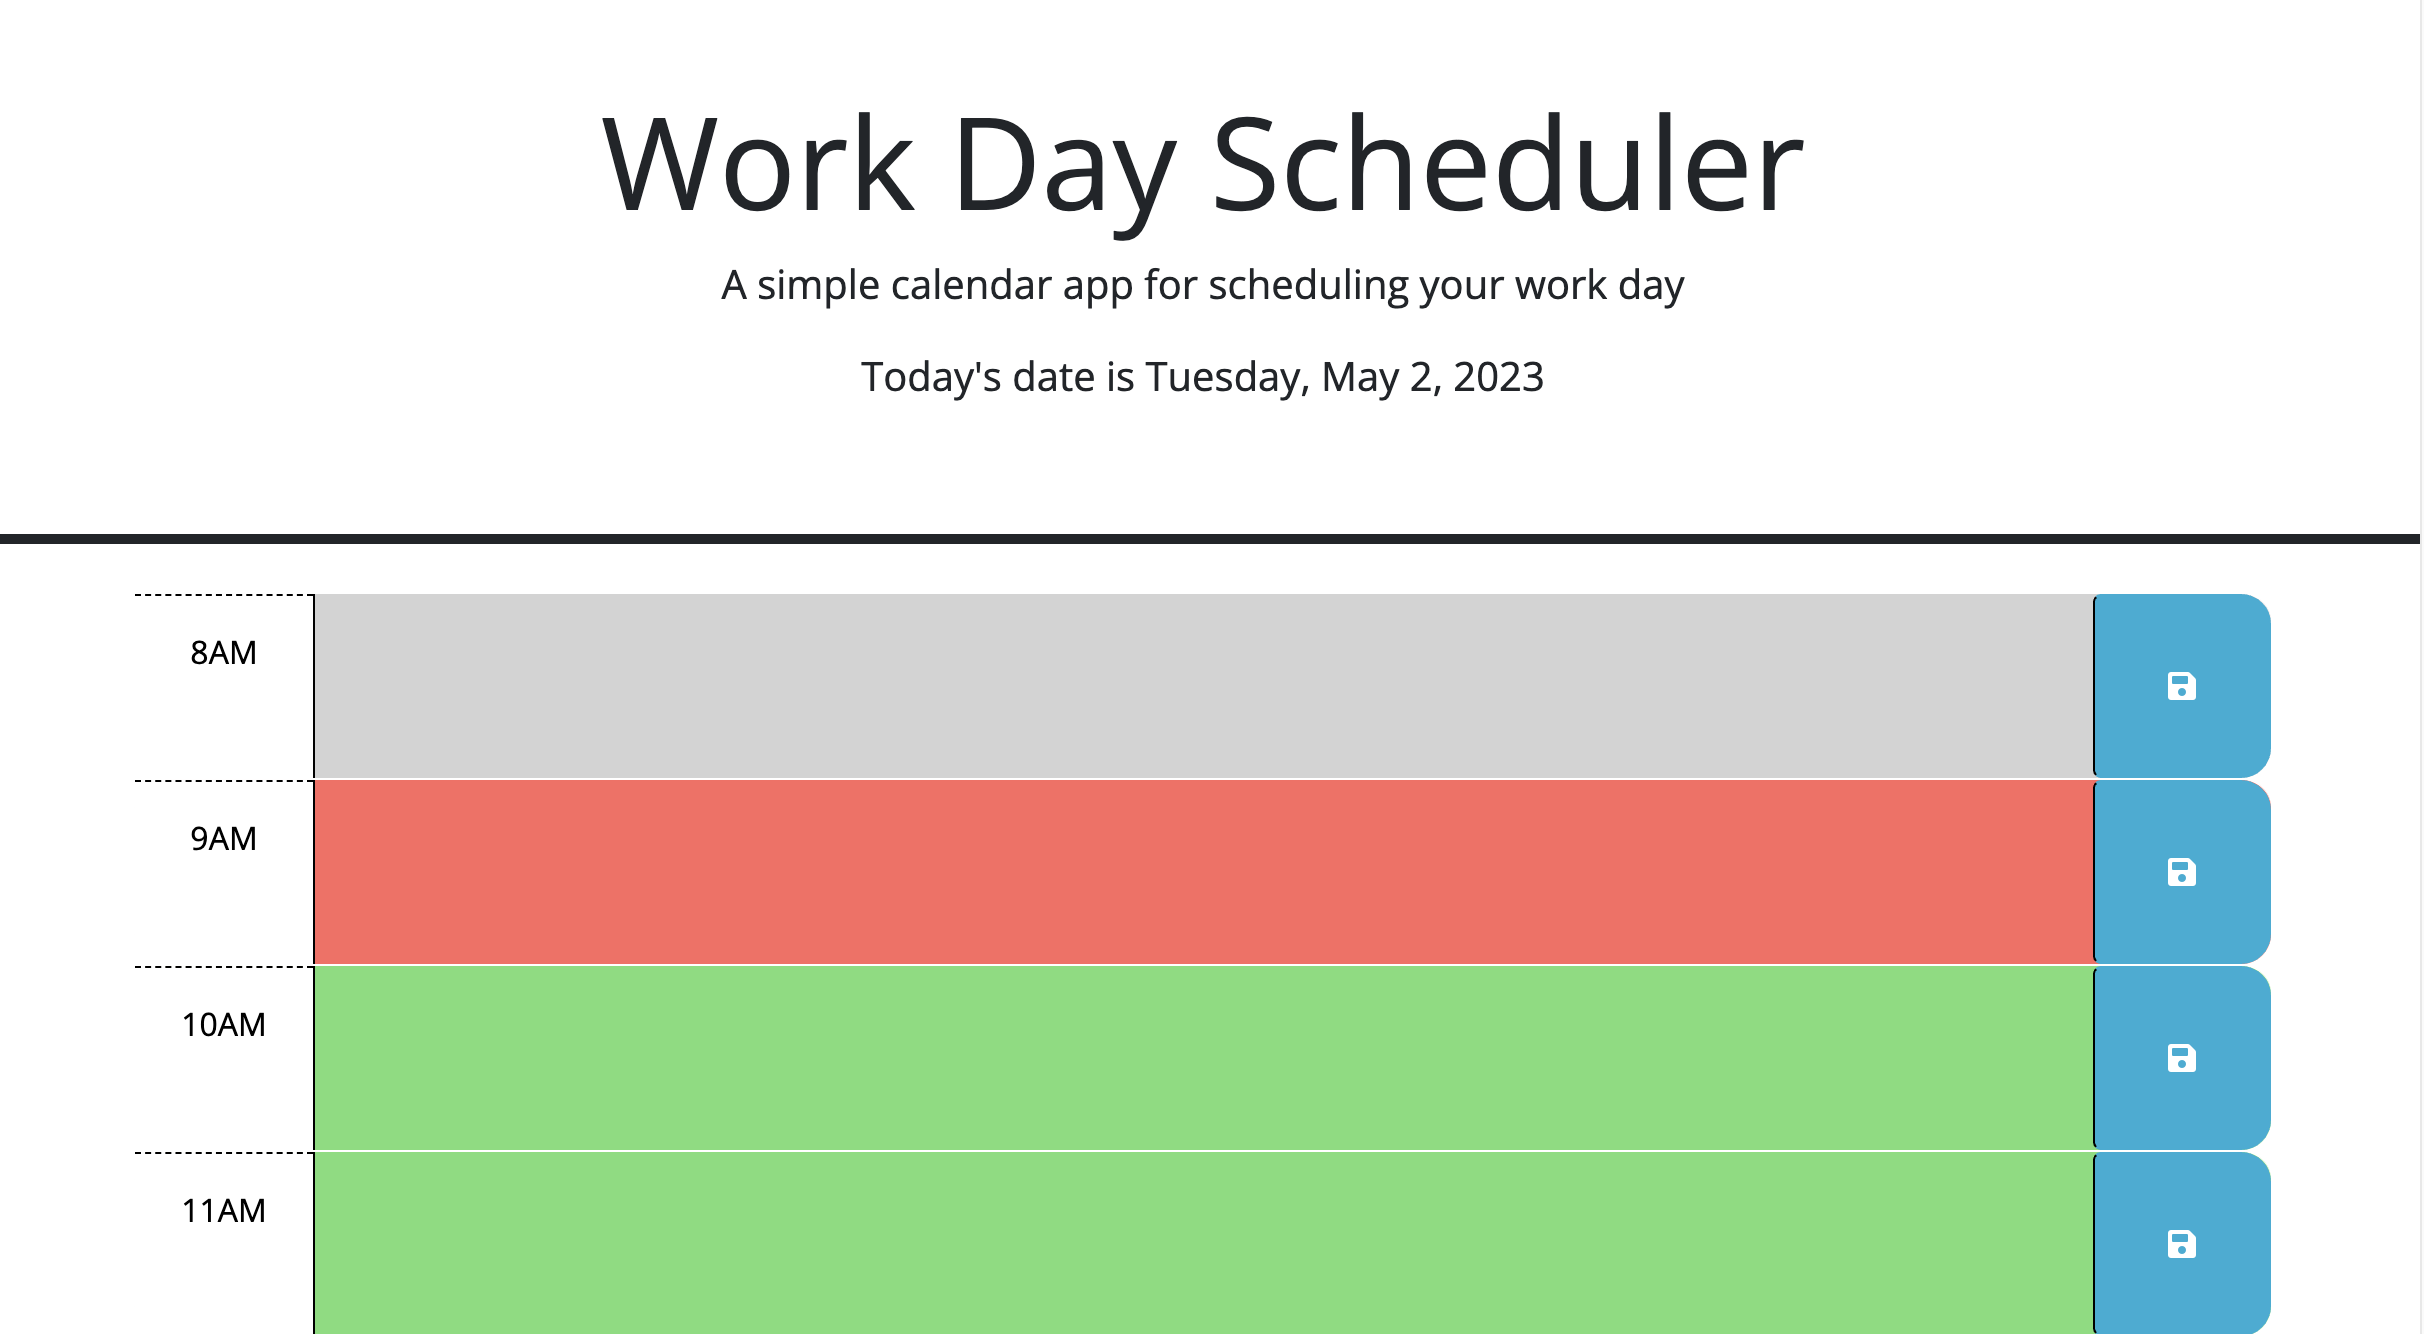 Work Day Scheduler
A simple calendar app for scheduling your work day
Today's date is Tuesday, May 2, 2023
8AM
9AM
10AM
11AM